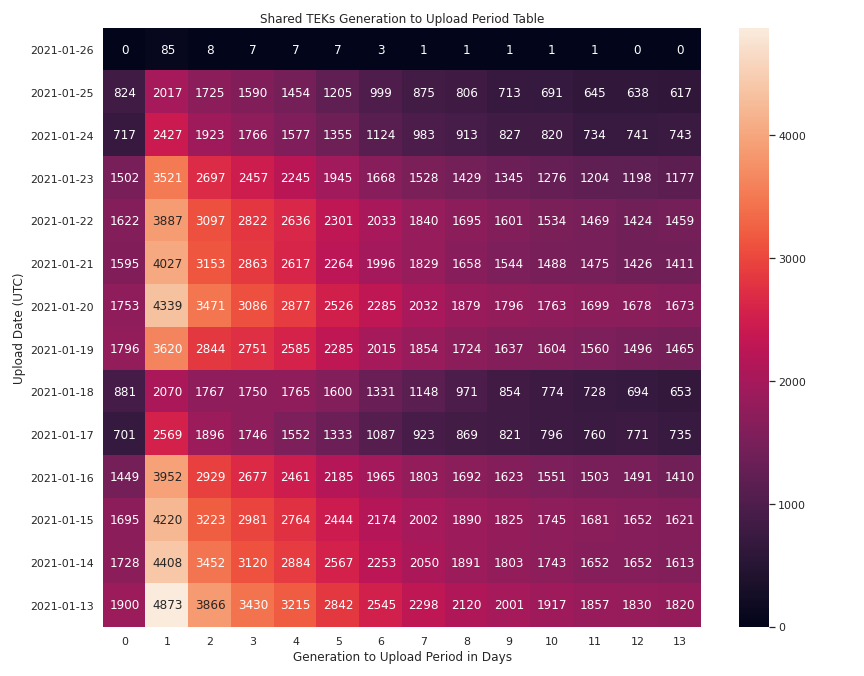 Shared TEKs Generation to Upload Period Table
Upload Date (UTC)
2021-01-26 0 85 8 7 7 7 3 1 1 1 1 1 0 0
2021-01-25 824 2017 1725 1590 1454 1205 999 875 806 713 691 645 638 617
2021-01-24 717 2427 1923 1766 1577 1355 1124 983 913 827 820 734 741 743
2021-01-23 1502 3521 2697 2457 2245 1945 1668 1528 1429 1345 1276 1204 1198 1177
2021-01-22 1622 3887 3097 2822 2636 2301 2033 1840 1695 1601 1534 1469 1424 1459
2021-01-21 1595 4027 3153 2863 2617 2264 1996 1829 1658 1544 1488 1475 1426 1411
2021-01-20 1753 4339 3471 3086 2877 2526 2285 2032 1879 1796 1763 1699 1678 1673
2021-01-19 1796 3620 2844 2751 2585 2285 2015 1854 1724 1637 1604 1560 1496 1465
2021-01-18 881 2070 1767 1750 1765 1600 1331 1148 971 854 774 728 694 653
2021-01-17 701 2569 1896 1746 1552 1333 1087 923 869 821 796 760 771 735
2021-01-16 1449 3952 2929 2677 2461 2185 1965 1803 1692 1623 1551 1503 1491 1410
2021-01-15 1695 4220 3223 2981 2764 2444 2174 2002 1890 1825 1745 1681 1652 1621
2021-01-14 1728 4408 3452 3120 2884 2567 2253 2050 1891 1803 1743 1652 1652 1613
2021-01-13 1900 4873 3866 3430 3215 2842 2545 2298 2120 2001 1917 1857 1830 1820
0 1 2 3 4 5 6 7 8 9 10 11 12 13
Generation to Upload Period in Days
4000
3000
2000
1000
0